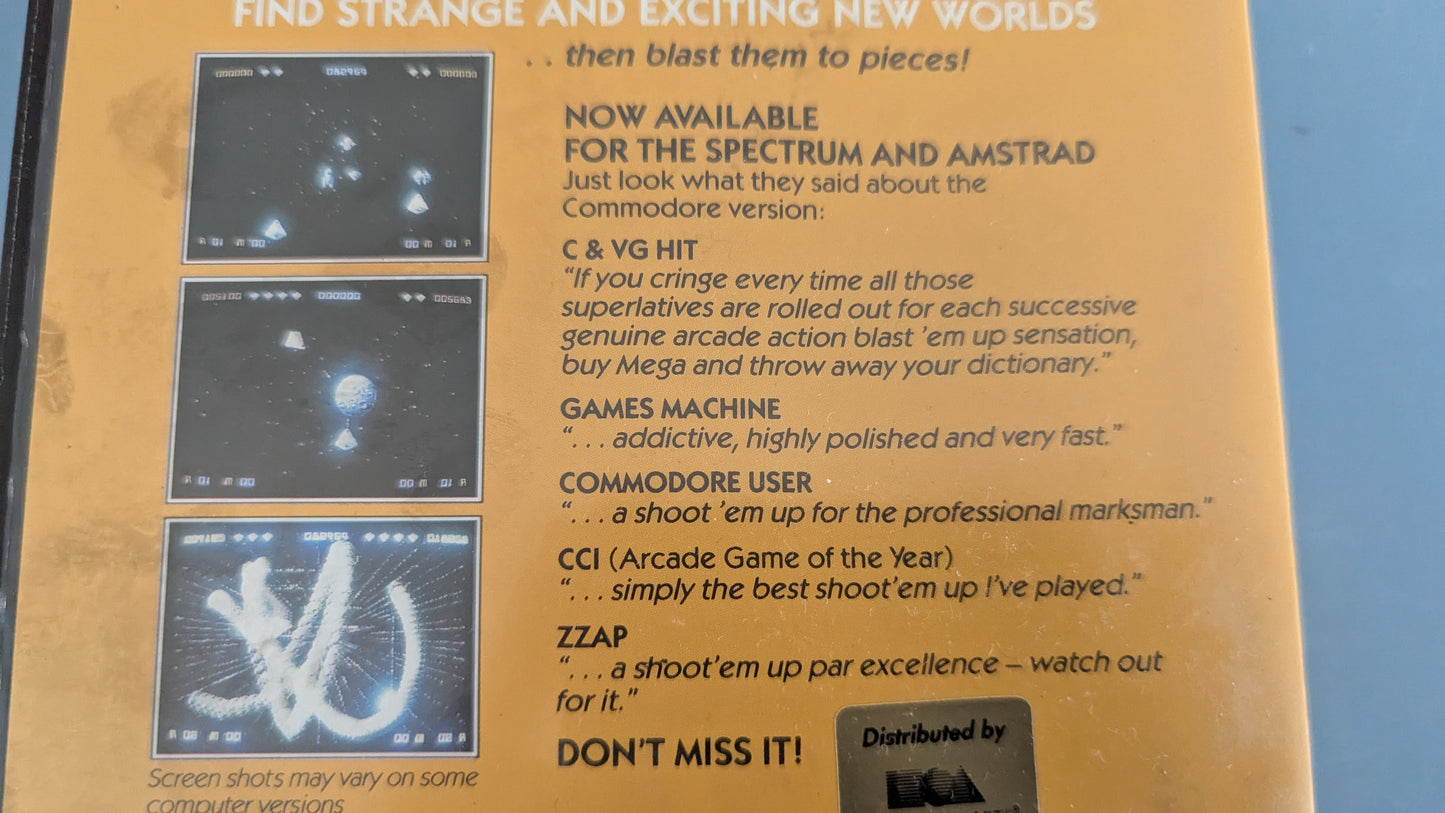 FIND STRANGE AND EXCITING NEW WORLDS
. . then blast them to pieces!
NOW AVAILABLE
FOR THE SPECTRUM AND AMSTRAD
Just look what they said about the
Commodore version:
C & VG HIT
“If you cringe every time all those
superlatives are rolled out for each successive
genuine arcade action blast ’em up sensation,
buy Mega and throw away your dictionary.”
GAMES MACHINE
“. . . addictive, highly polished and very fast.”
COMMODORE USER
“. . . a shoot ’em up for the professional marksman.”
CCI (Arcade Game of the Year)
“. . . simply the best shoot’em up I’ve played.”
ZZAP
“. . . a shoot’em up par excellence – watch out
for it.”
DON’T MISS IT!
Distributed by
Screen shots may vary on some
computer versions